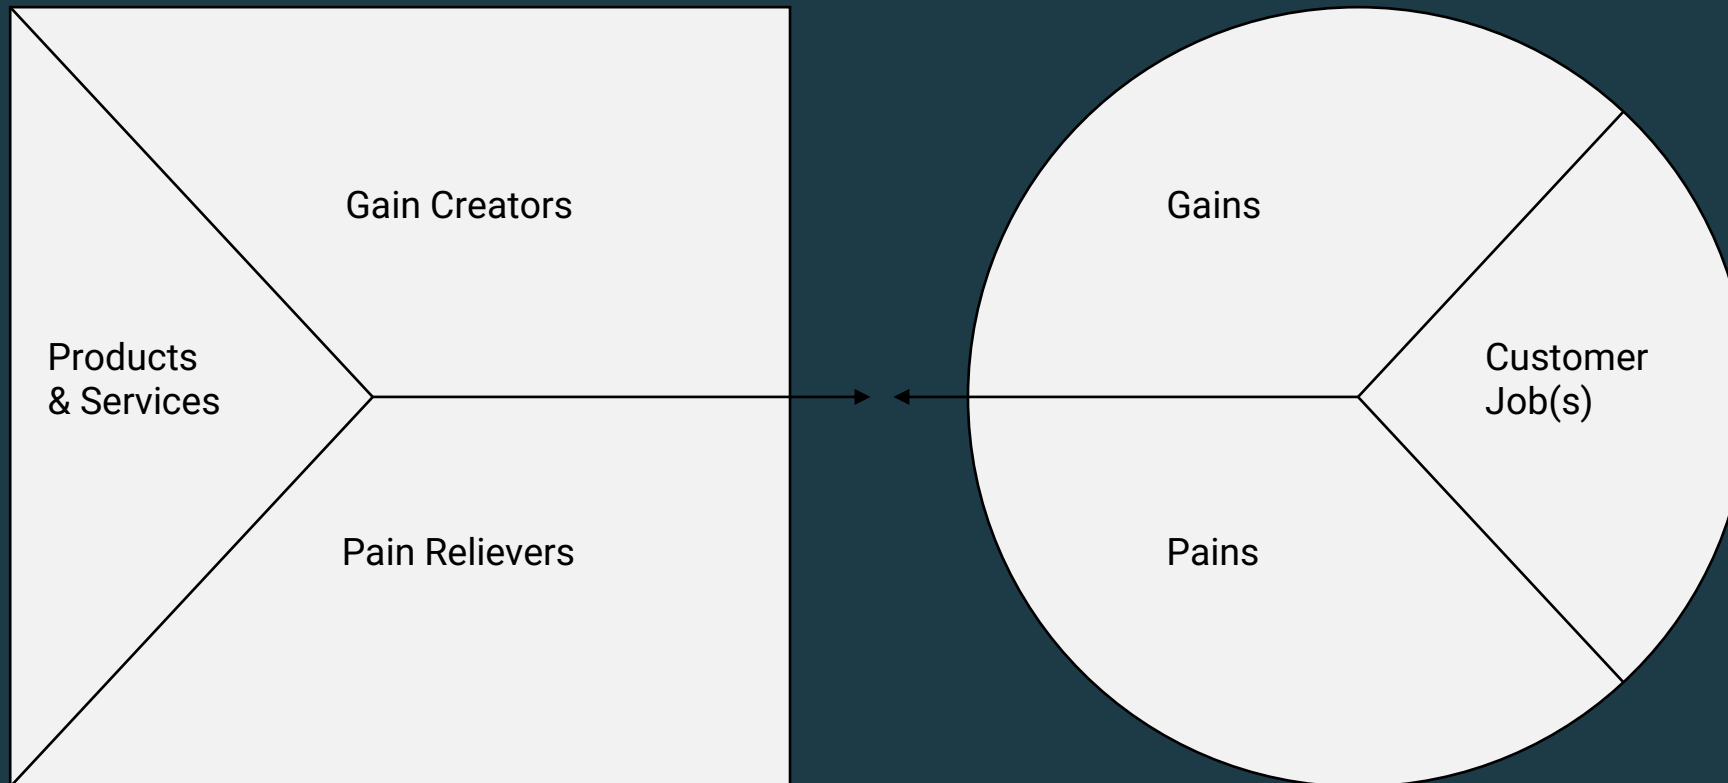 Gain Creators
Products
& Services
Pain Relievers
Gains
Customer
Job(s)
Pains